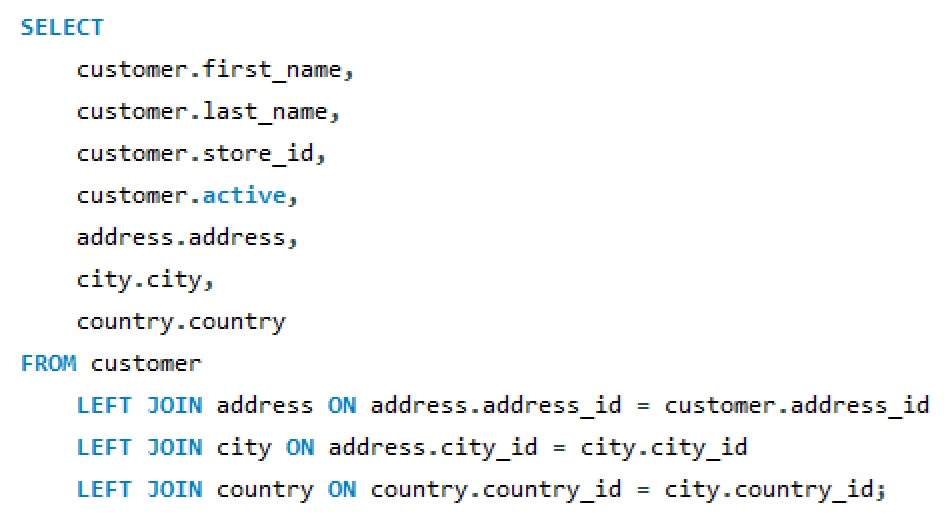 SELECT
customer.first_name,
customer.last_name,
customer.store_id,
customer.active,
address.address,
city.city,
country.country
FROM customer
LEFT JOIN address ON address.address_id = customer.address_id
LEFT JOIN city ON address.city_id = city.city_id
LEFT JOIN country ON country.country_id = city.country_id;